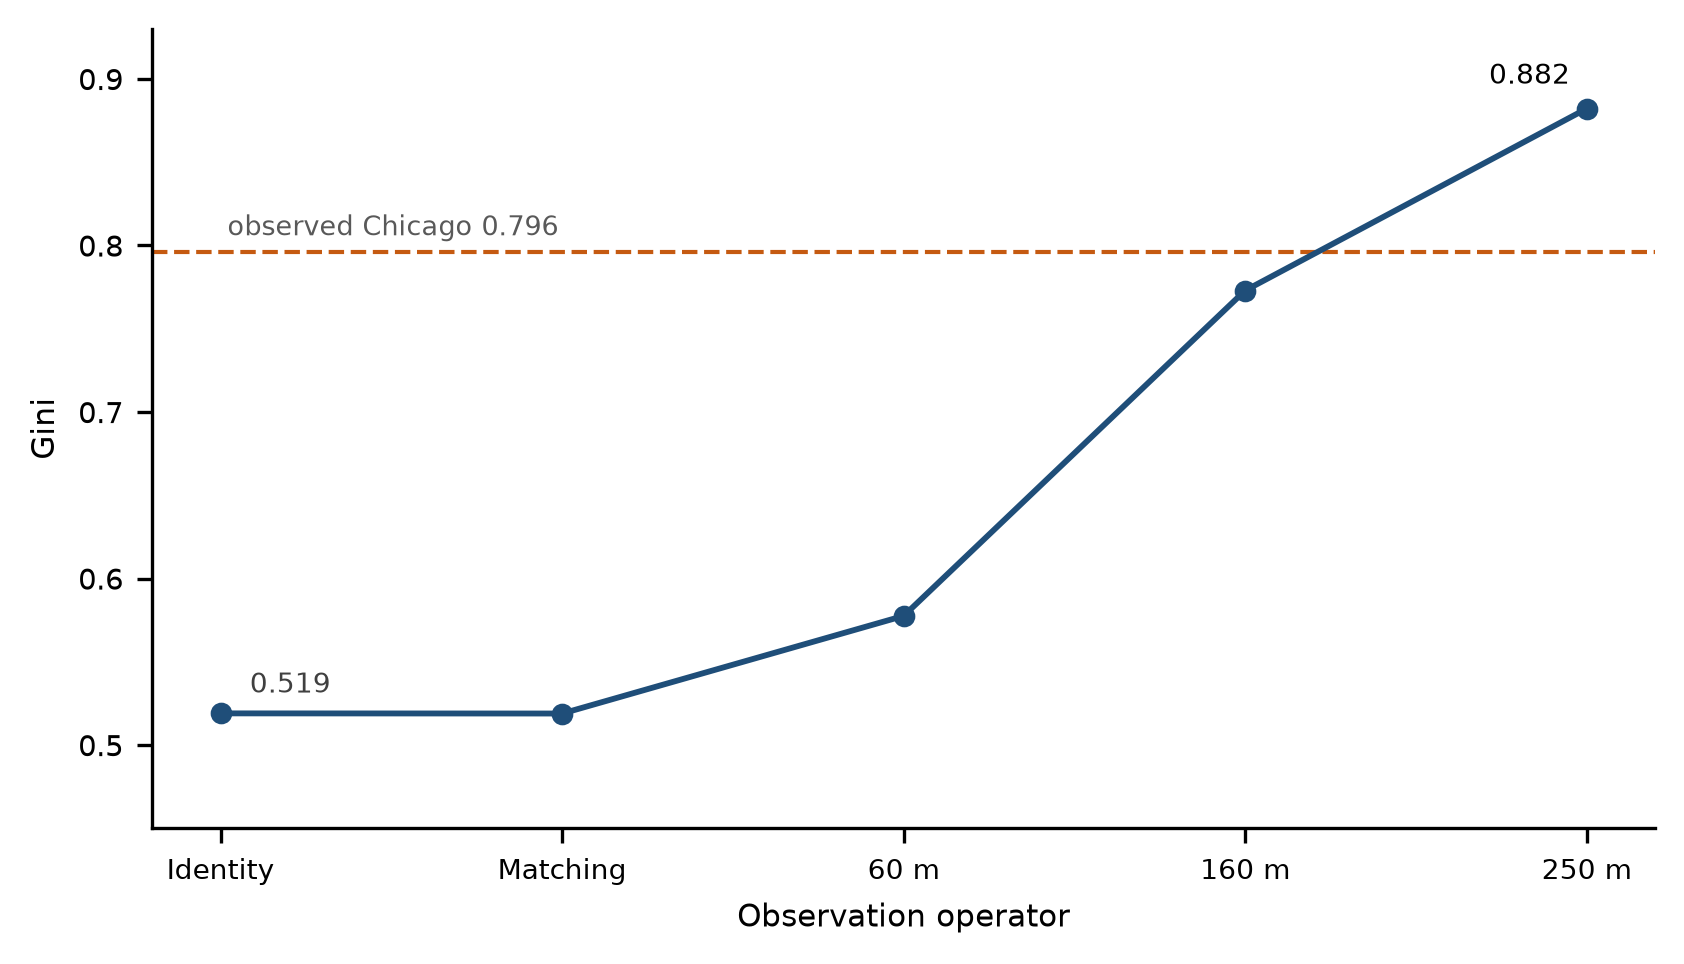 0.9
0.882
observed Chicago 0.796
0.8
0.7
Gini
0.6
0.519
0.5
Identity Matching 60 m 160 m 250 m
Observation operator